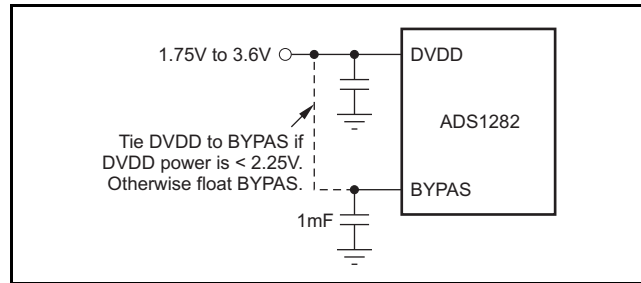 1.75V to 3.6V
DVDD
ADS1282
Tie DVDD to BYPAS if
DVDD power is < 2.25V.
Otherwise float BYPAS.
BYPAS
1mF